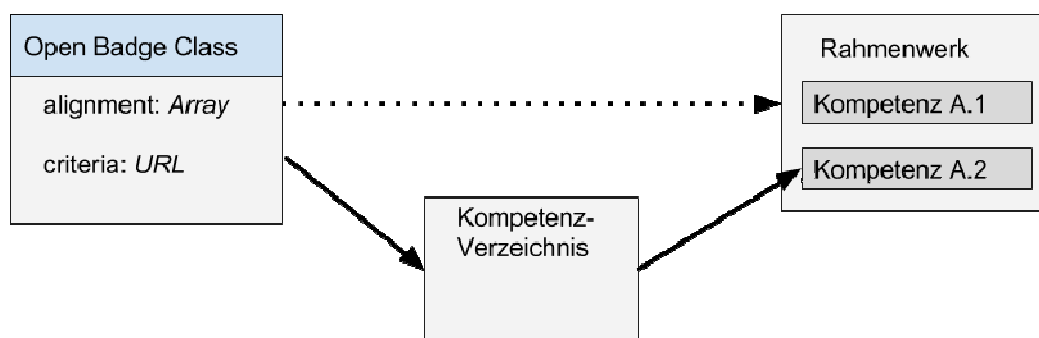 Open Badge Class
alignment: Array
criteria: URL
Kompetenz-
Verzeichnis
Rahmenwerk
Kompetenz A.1
Kompetenz A.2